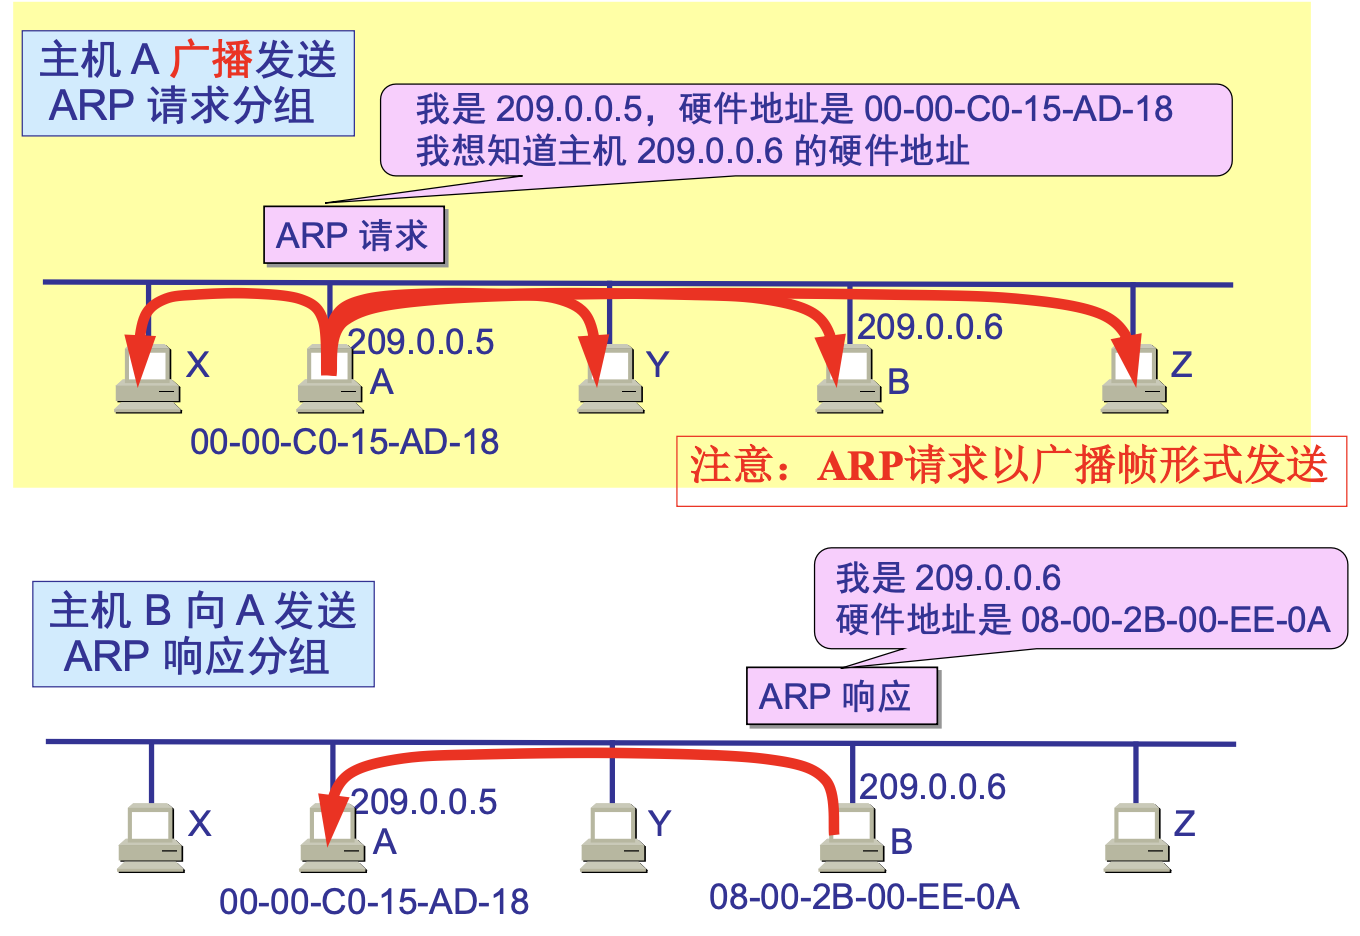 主机 A 广播发送
ARP 请求分组
我是 209.0.0.5，硬件地址是 00-00-C0-15-AD-18
我想知道主机 209.0.0.6 的硬件地址
ARP 请求
209.0.0.5
209.0.0.6
X
A
Y
B
Z
00-00-C0-15-AD-18
注意：ARP请求以广播帧形式发送
主机 B 向 A 发送
ARP 响应分组
我是 209.0.0.6
硬件地址是 08-00-2B-00-EE-0A
ARP 响应
209.0.0.5
209.0.0.6
X
A
Y
B
Z
00-00-C0-15-AD-18
08-00-2B-00-EE-0A